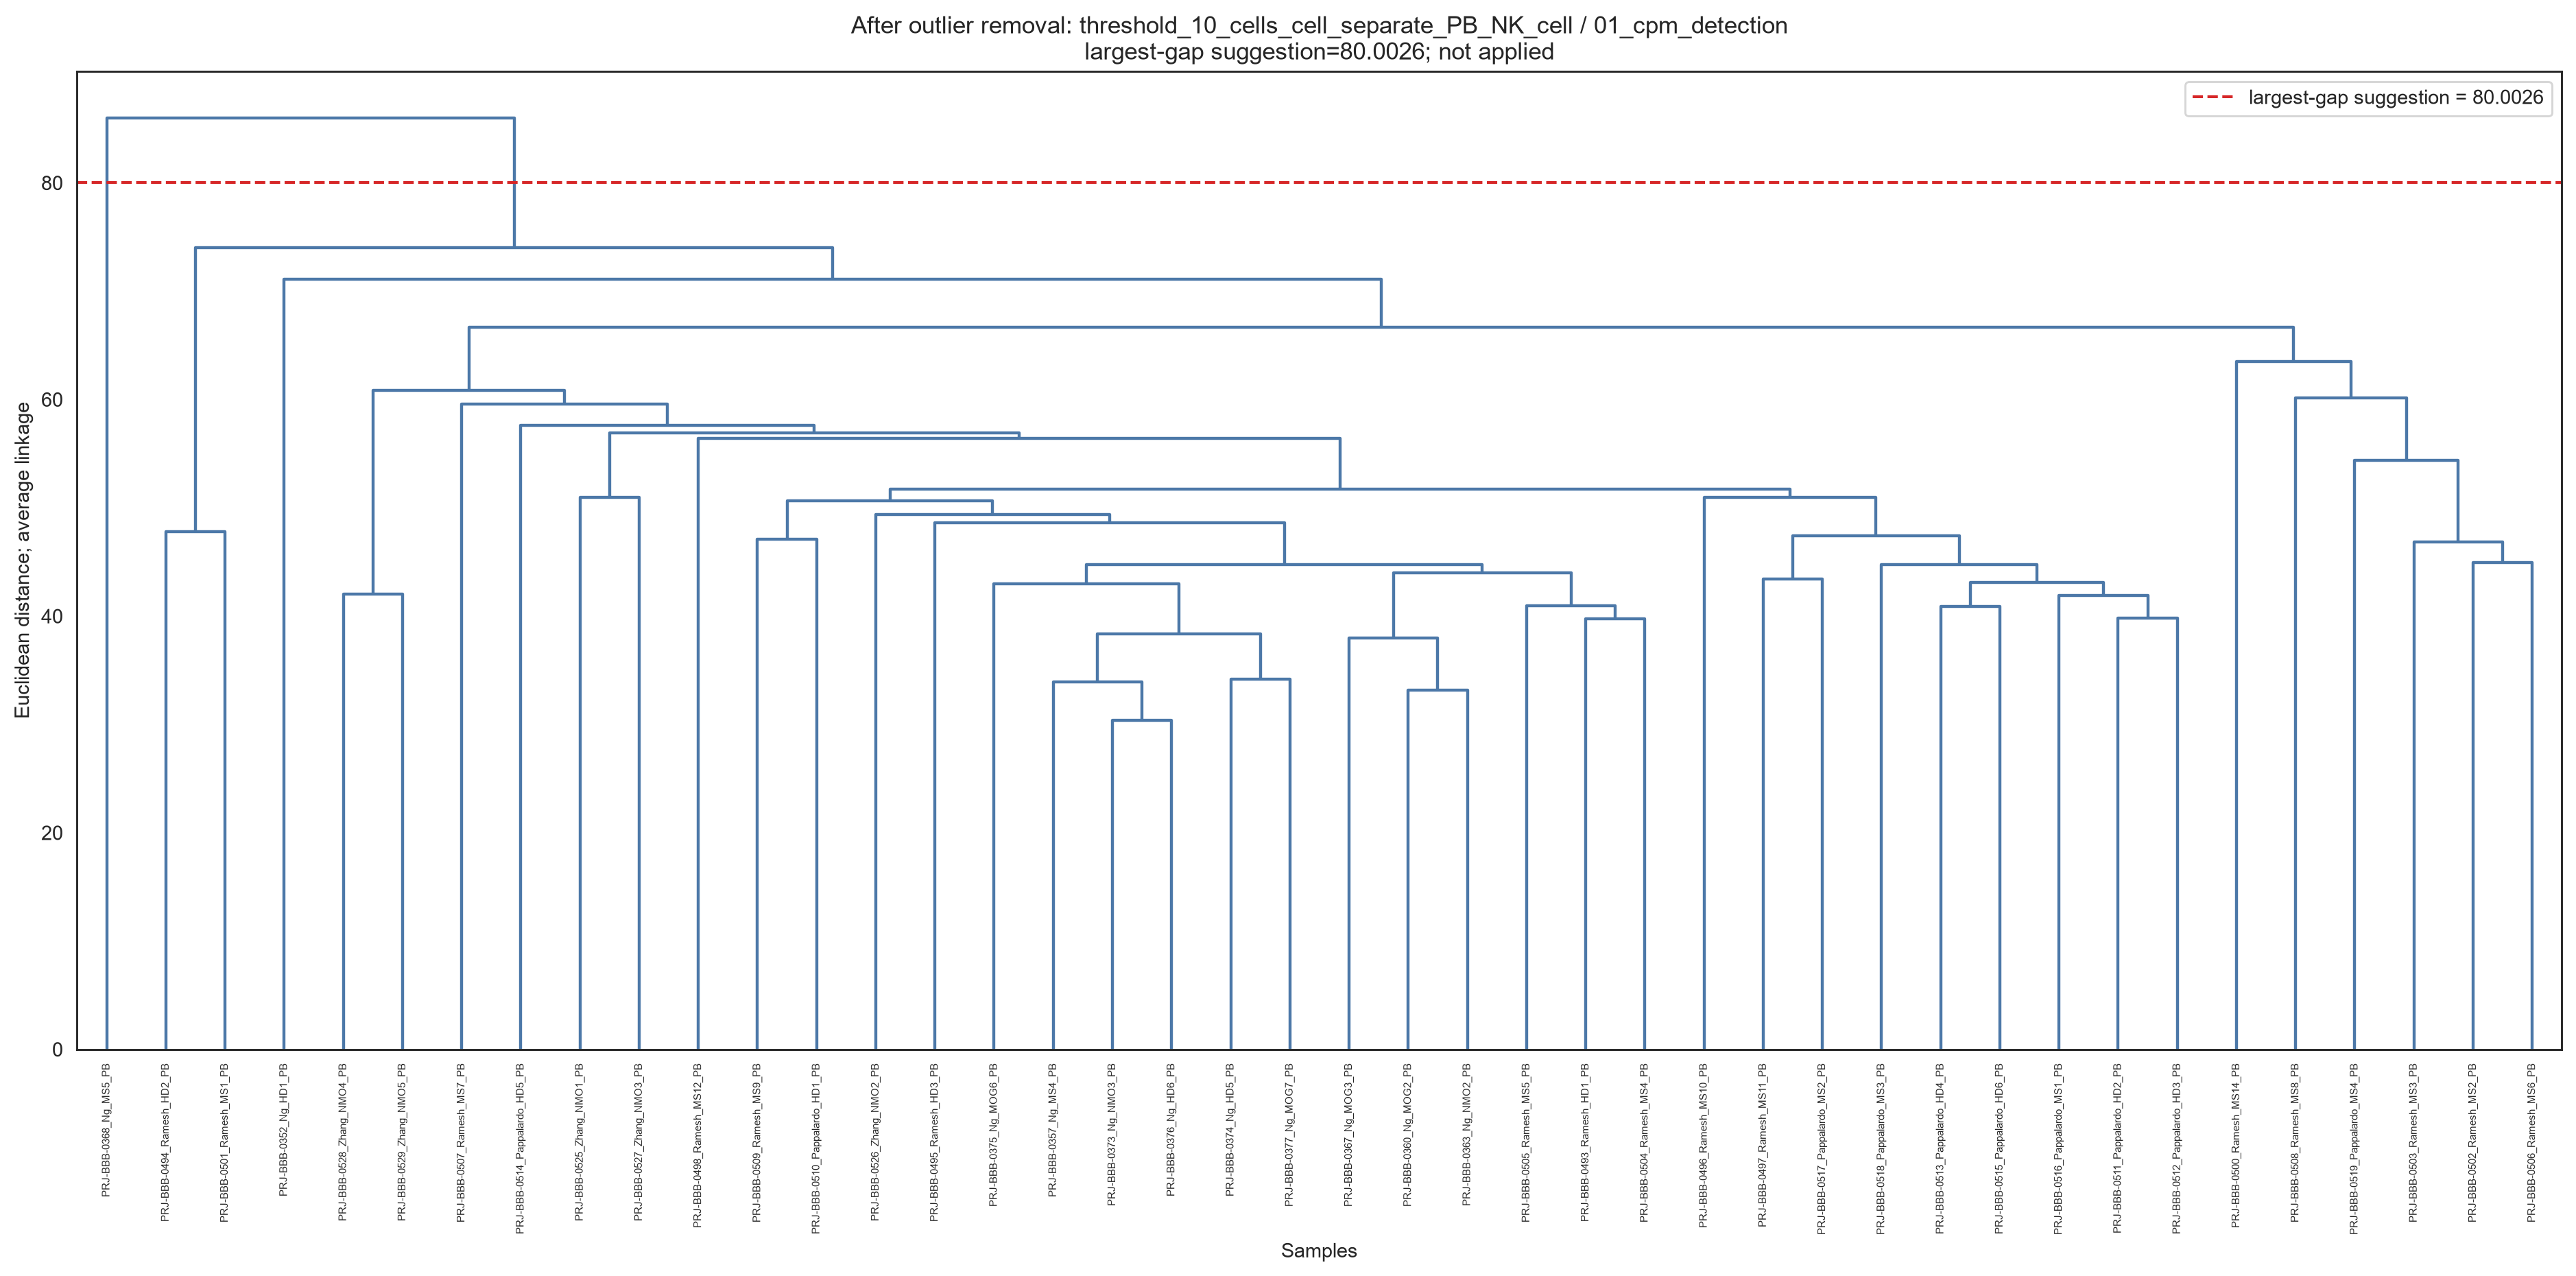 After outlier removal: threshold_10_cells_cell_separate_PB_NK_cell / 01_cpm_detection
largest-gap suggestion=80.0026; not applied
largest-gap suggestion = 80.0026
Euclidean distance; average linkage
80
60
40
20
0
PRJ-BBB-0368_Ng_MS5_PB
PRJ-BBB-0494_Ramesh_HD2_PB
PRJ-BBB-0501_Ramesh_MS1_PB
PRJ-BBB-0352_Ng_HD1_PB
PRJ-BBB-0528_Zhang_NMO4_PB
PRJ-BBB-0529_Zhang_NMO5_PB
PRJ-BBB-0507_Ramesh_MS7_PB
PRJ-BBB-0514_Pappalardo_HD5_PB
PRJ-BBB-0525_Zhang_NMO1_PB
PRJ-BBB-0527_Zhang_NMO3_PB
PRJ-BBB-0498_Ramesh_MS12_PB
PRJ-BBB-0509_Ramesh_MS9_PB
PRJ-BBB-0510_Pappalardo_HD1_PB
PRJ-BBB-0526_Zhang_NMO2_PB
PRJ-BBB-0495_Ramesh_HD3_PB
PRJ-BBB-0375_Ng_MOG6_PB
PRJ-BBB-0357_Ng_MS4_PB
PRJ-BBB-0373_Ng_NMO3_PB
PRJ-BBB-0376_Ng_HD6_PB
PRJ-BBB-0374_Ng_HD5_PB
PRJ-BBB-0377_Ng_MOG7_PB
PRJ-BBB-0367_Ng_MOG3_PB
PRJ-BBB-0360_Ng_MOG2_PB
PRJ-BBB-0363_Ng_NMO2_PB
PRJ-BBB-0505_Ramesh_MS5_PB
PRJ-BBB-0493_Ramesh_HD1_PB
PRJ-BBB-0504_Ramesh_MS4_PB
PRJ-BBB-0496_Ramesh_MS10_PB
PRJ-BBB-0497_Ramesh_MS11_PB
PRJ-BBB-0517_Pappalardo_MS2_PB
PRJ-BBB-0518_Pappalardo_MS3_PB
PRJ-BBB-0513_Pappalardo_HD4_PB
PRJ-BBB-0515_Pappalardo_HD6_PB
PRJ-BBB-0516_Pappalardo_MS1_PB
PRJ-BBB-0511_Pappalardo_HD2_PB
PRJ-BBB-0512_Pappalardo_HD3_PB
PRJ-BBB-0500_Ramesh_MS14_PB
PRJ-BBB-0508_Ramesh_MS8_PB
PRJ-BBB-0519_Pappalardo_MS4_PB
PRJ-BBB-0503_Ramesh_MS3_PB
PRJ-BBB-0502_Ramesh_MS2_PB
PRJ-BBB-0506_Ramesh_MS6_PB
Samples